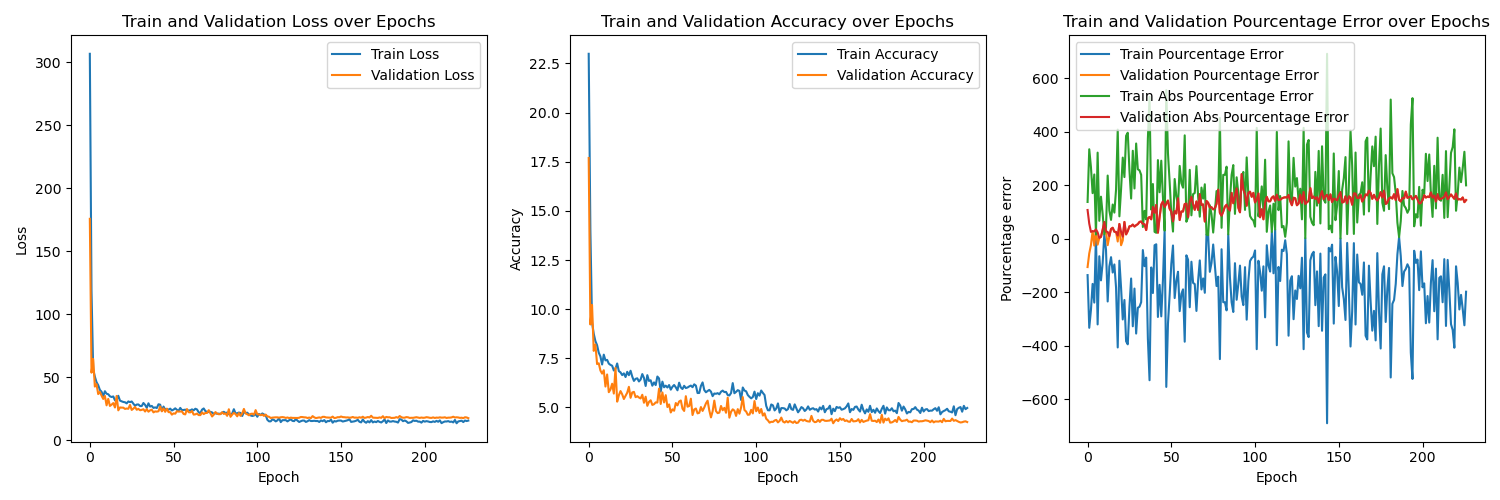 Train and Validation Loss over Epochs
Train Loss
Validation Loss
300
250
200
150
100
50
0
Loss
0 50 100 150 200
Epoch
Train and Validation Accuracy over Epochs
Train Accuracy
Validation Accuracy
22.5
20.0
17.5
15.0
12.5
10.0
7.5
5.0
Accuracy
0 50 100 150 200
Epoch
Train and Validation Pourcentage Error over Epochs
Train Pourcentage Error
Validation Pourcentage Error
Train Abs Pourcentage Error
Validation Abs Pourcentage Error
600
400
200
0
−200
−400
−600
Pourcentage error
0 50 100 150 200
Epoch